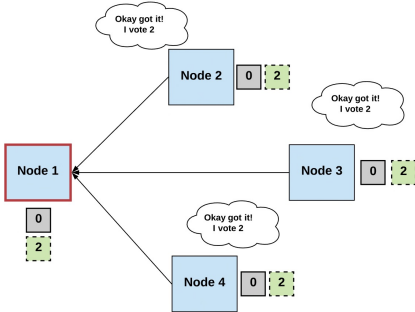 Okay got it!
I vote 2
Node 2
0
2
Okay got it!
I vote 2
Node 1
Node 3
0
2
0
2
Okay got it!
I vote 2
Node 4
0
2